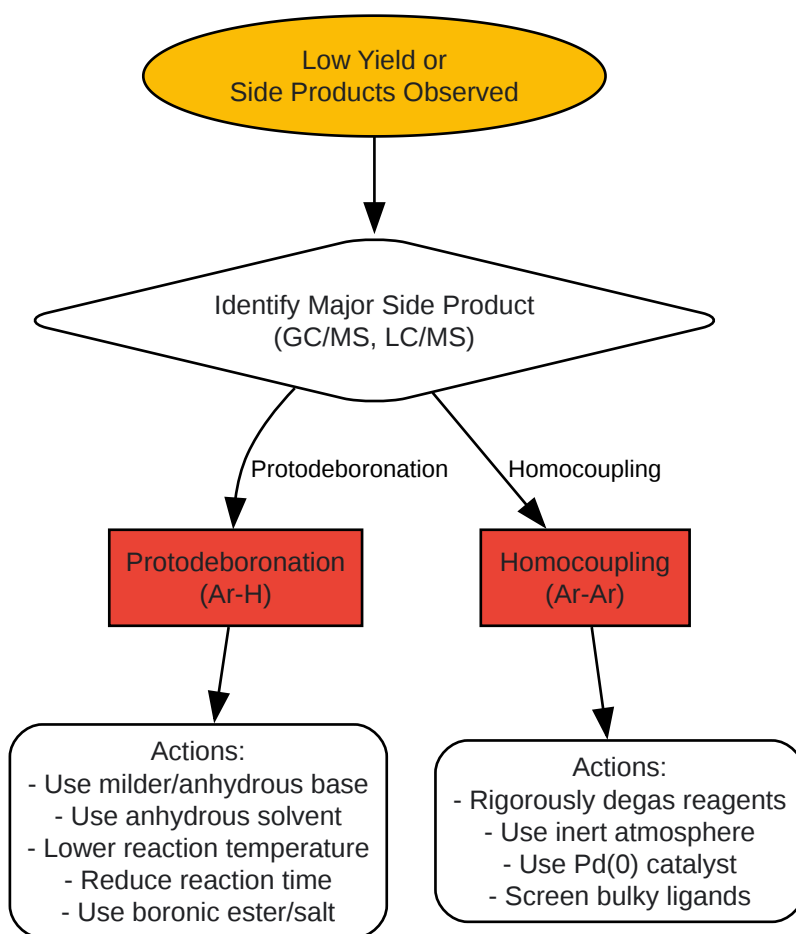 Low Yield or
Side Products Observed
Identify Major Side Product
(GC/MS, LC/MS)
Protodeboronation
Homocoupling
Protodeboronation
(Ar-H)
Homocoupling
(Ar-Ar)
Actions:
- Use milder/anhydrous base
- Use anhydrous solvent
- Lower reaction temperature
- Reduce reaction time
- Use boronic ester/salt
Actions:
- Rigorously degas reagents
- Use inert atmosphere
- Use Pd(0) catalyst
- Screen bulky ligands